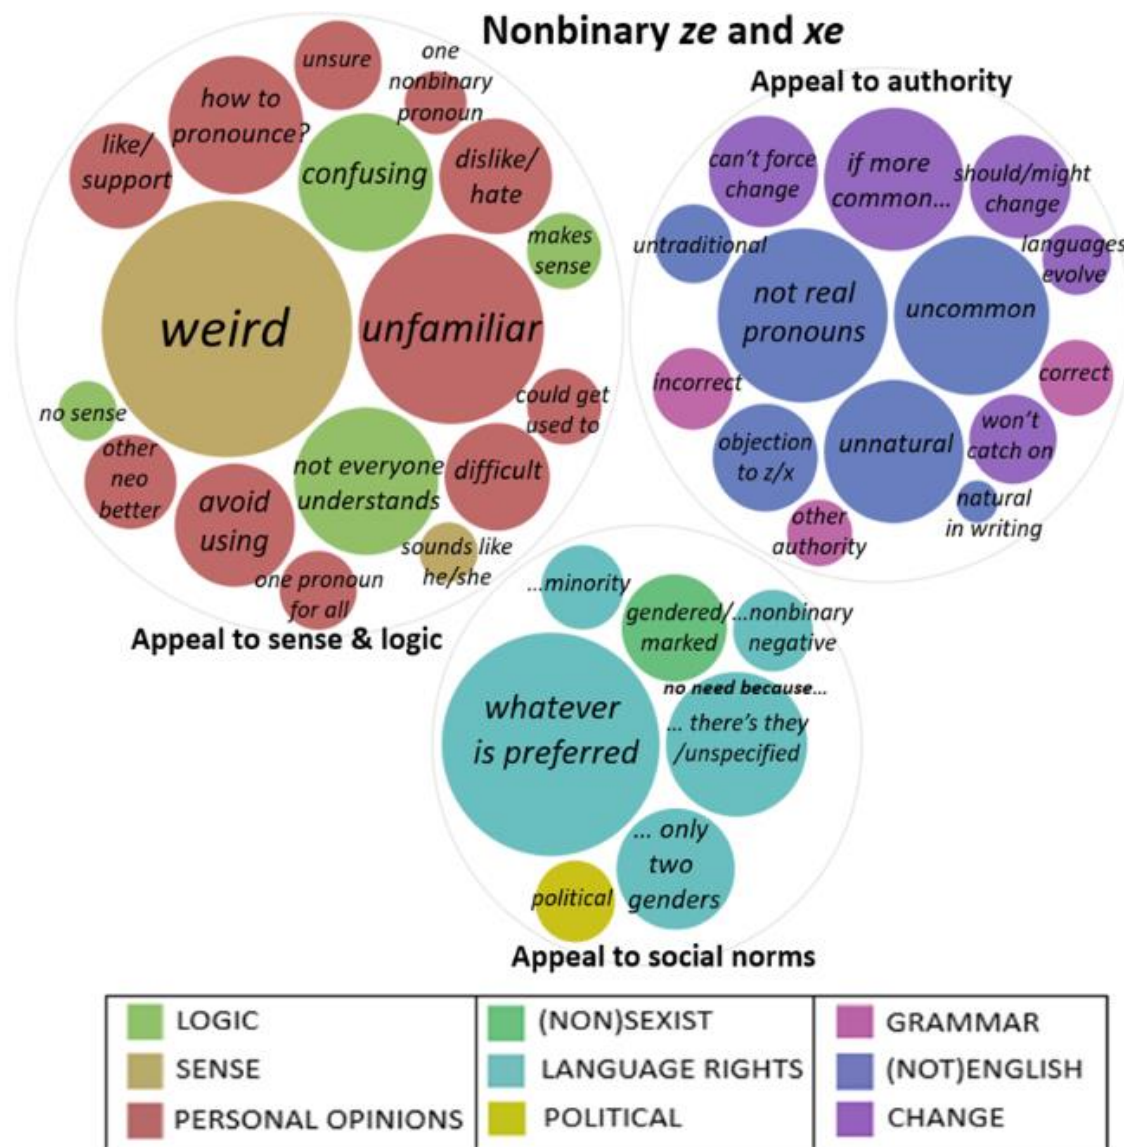 Nonbinary ze and xe
unsure
one
nonbinary
pronoun
how to
pronounce?
like/
support
confusing
dislike/
hate
makes
sense
weird
unfamiliar
no sense
could get
used to
other
neo
better
not everyone
understands
difficult
avoid
using
sounds like
he/she
one pronoun
for all
Appeal to sense & logic
Appeal to authority
can't force
change
if more
common...
should/might
change
untraditional
languages
evolve
not real
pronouns
uncommon
incorrect
correct
objection
to z/x
unnatural
won't
catch on
other
authority
natural
in writing
...minority
gendered/
marked
...nonbinary
negative
no need because...
whatever
is preferred
... there's they
/unspecified
... only
two
genders
political
Appeal to social norms
LOGIC
SENSE
PERSONAL OPINIONS
(NON)SEXIST
LANGUAGE RIGHTS
POLITICAL
GRAMMAR
(NOT)ENGLISH
CHANGE